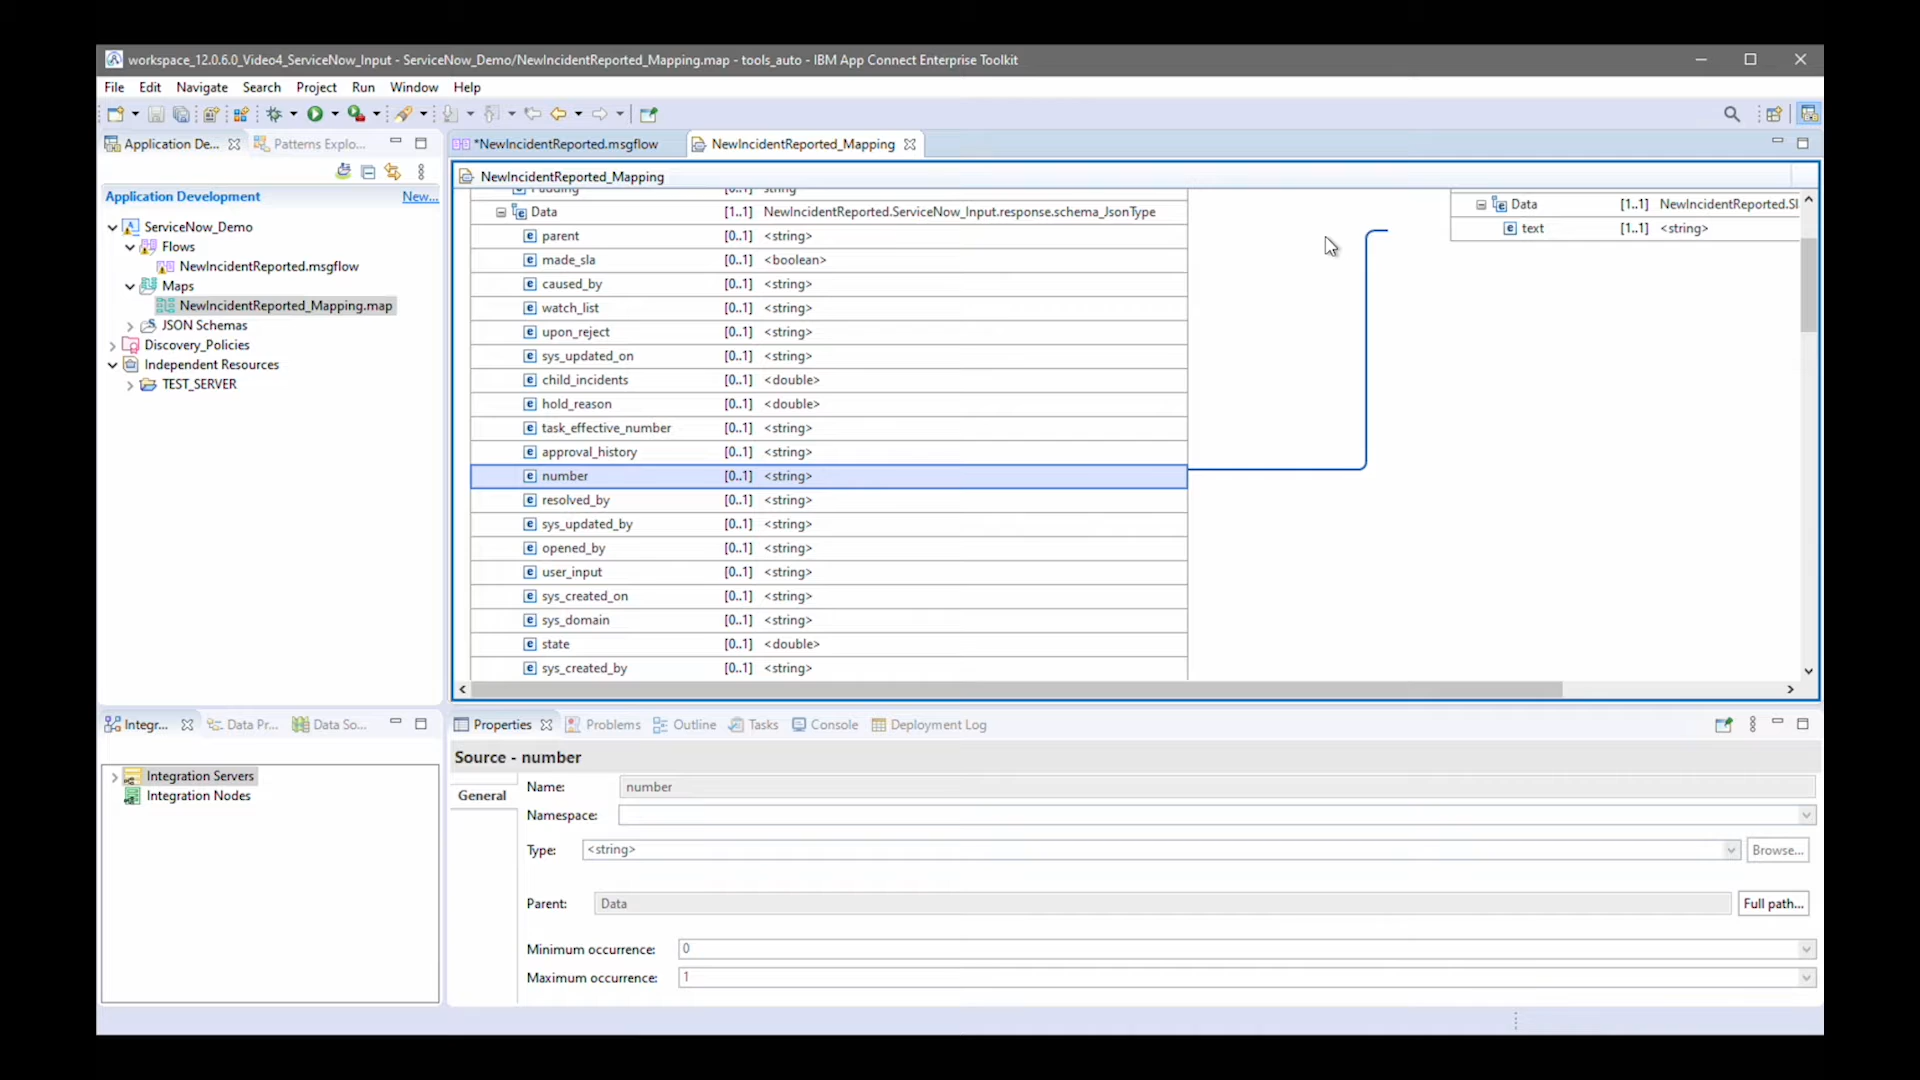 workspace_12.0.6.0_Video4_ServiceNow_Input - ServiceNow_Demo/NewIncidentReported_Mapping.map - tools_auto - IBM App Connect Enterprise Toolkit
File Edit Navigate Search Project Run Window Help
Application De... Patterns Explo...
*NewIncidentReported.msgflow NewIncidentReported_Mapping
Application Development New...
ServiceNow_Demo
Flows
NewIncidentReported.msgflow
Maps
NewIncidentReported_Mapping.map
JSON Schemas
Discovery_Policies
Independent Resources
TEST_SERVER
NewIncidentReported_Mapping
Padding [0..1] string
Data [1..1] NewIncidentReported.ServiceNow_Input.response.schema_JsonType
parent [0..1] <string>
made_sla [0..1] <boolean>
caused_by [0..1] <string>
watch_list [0..1] <string>
upon_reject [0..1] <string>
sys_updated_on [0..1] <string>
child_incidents [0..1] <double>
hold_reason [0..1] <double>
task_effective_number [0..1] <string>
approval_history [0..1] <string>
number [0..1] <string>
resolved_by [0..1] <string>
sys_updated_by [0..1] <string>
opened_by [0..1] <string>
user_input [0..1] <string>
sys_created_on [0..1] <string>
sys_domain [0..1] <string>
state [0..1] <double>
sys_created_by [0..1] <string>
Data [1..1] NewIncidentReported.Sl
text [1..1] <string>
Integr... Data Pr... Data So...
Integration Servers
Integration Nodes
Properties Problems Outline Tasks Console Deployment Log
Source - number
General
Name: number
Namespace:
Type: <string> Browse...
Parent: Data Full path...
Minimum occurrence: 0
Maximum occurrence: 1